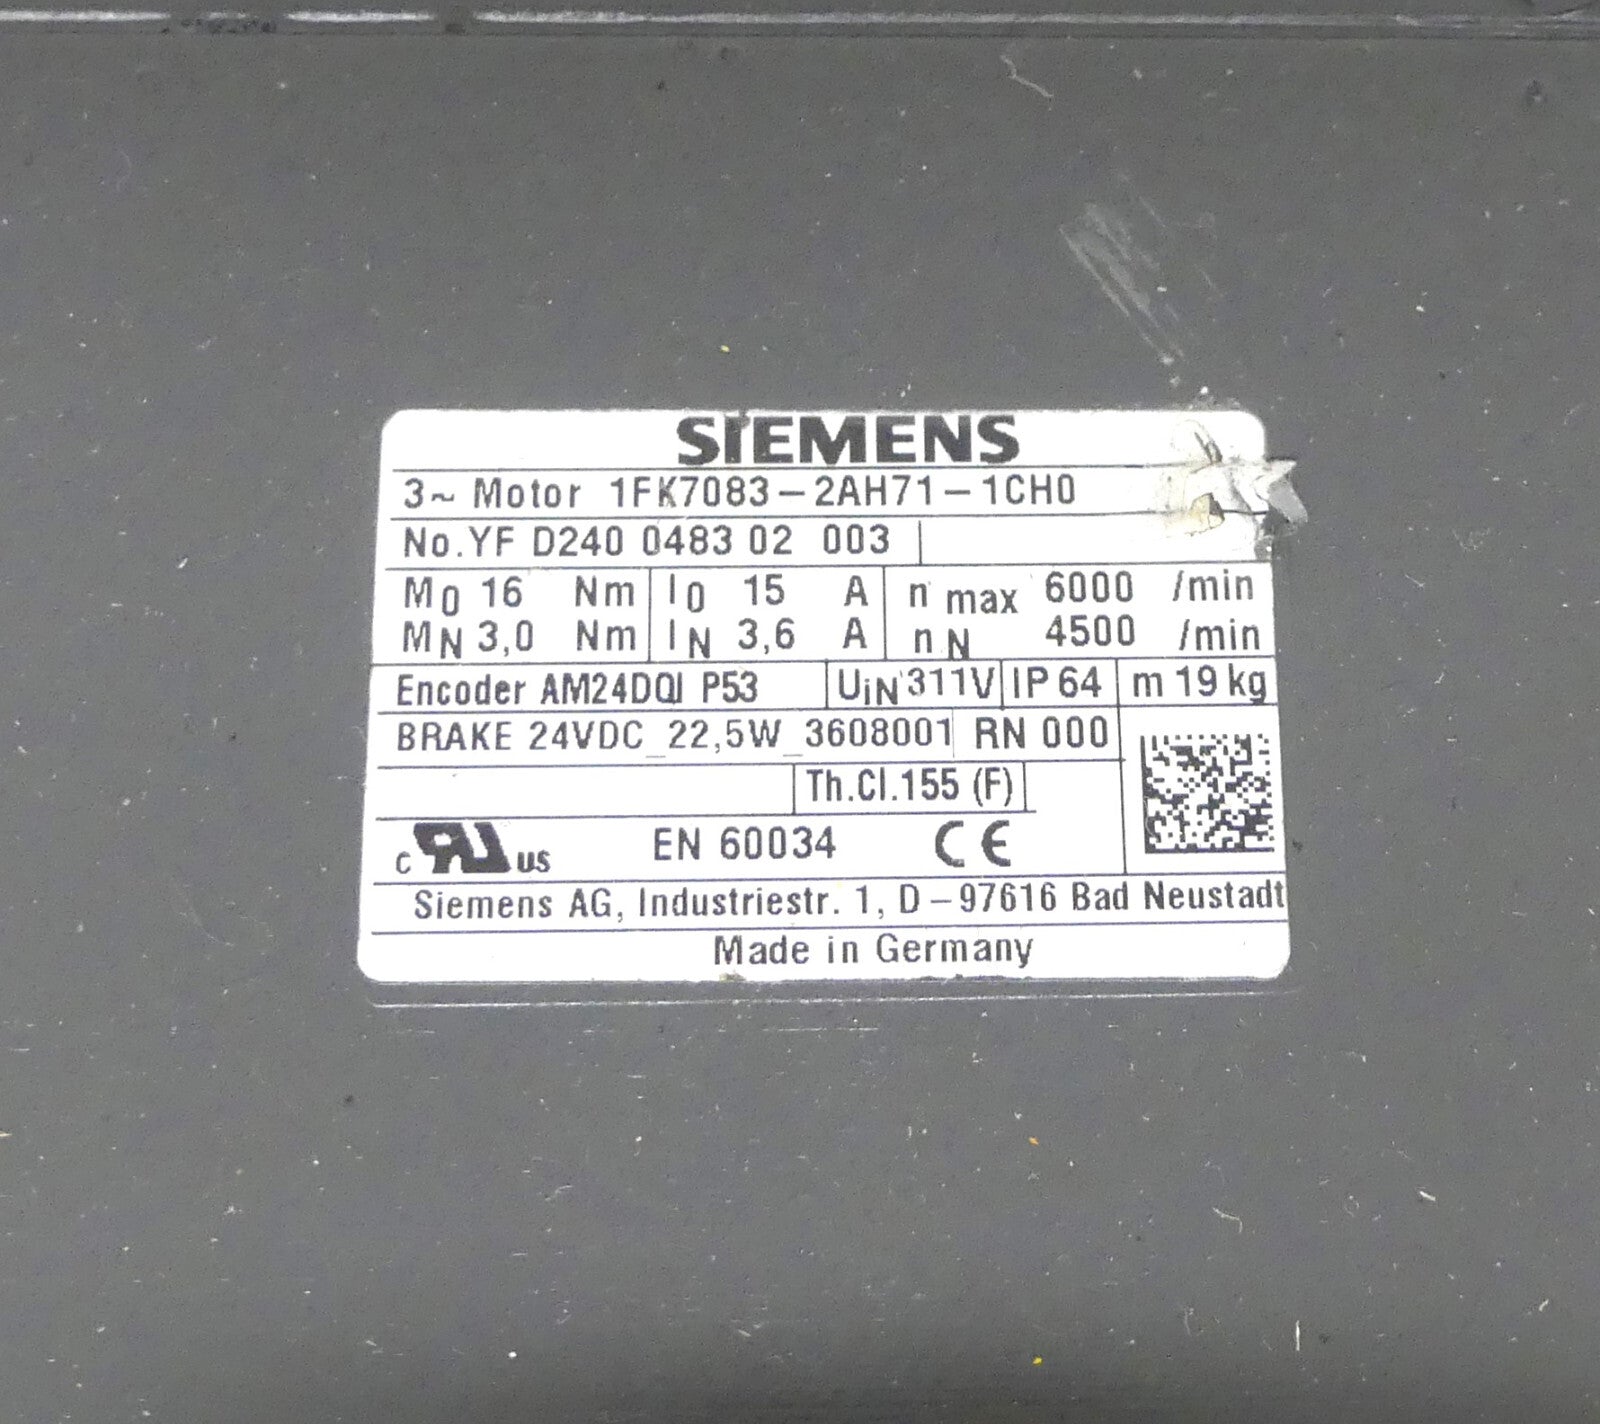 SIEMENS
3~ Motor 1FK7083-2AH71-1CH0
No.YF D240 0483 02 003
M0 16 Nm I0 15 A n max 6000 /min
MN 3,0 Nm IN 3,6 A n N 4500 /min
Encoder AM24DQI P53 UiN 311V IP 64 m 19 kg
BRAKE 24VDC_22,5W_3608001 RN 000
Th.Cl.155 (F)
c RU US EN 60034 CE
Siemens AG, Industriestr. 1, D-97616 Bad Neustadt
Made in Germany